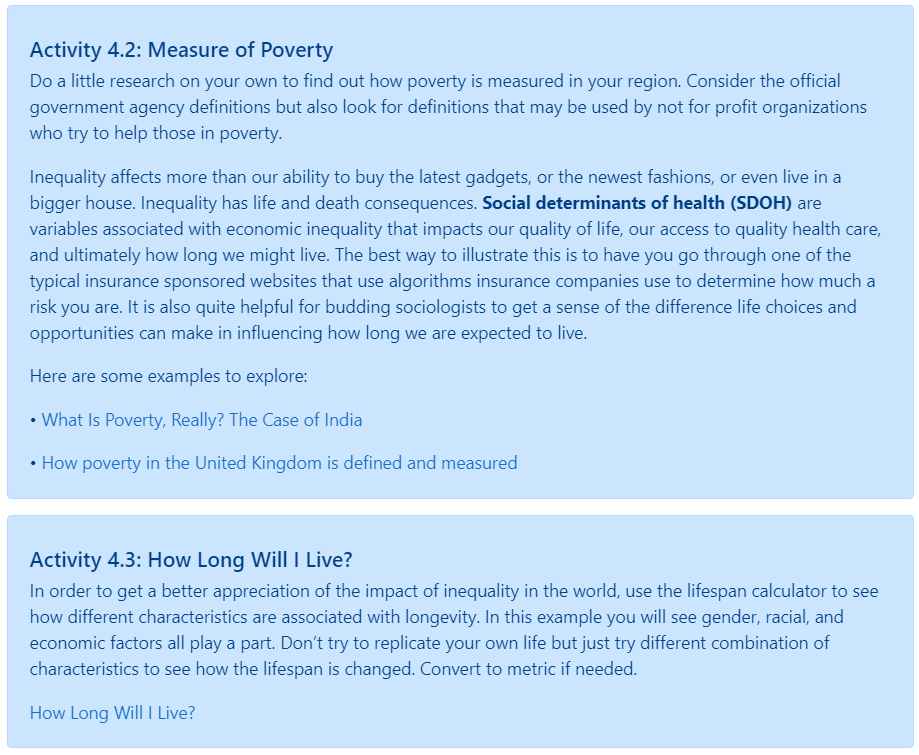 Activity 4.2: Measure of Poverty
Do a little research on your own to find out how poverty is measured in your region. Consider the official
government agency definitions but also look for definitions that may be used by not for profit organizations
who try to help those in poverty.
Inequality affects more than our ability to buy the latest gadgets, or the newest fashions, or even live in a
bigger house. Inequality has life and death consequences. Social determinants of health (SDOH) are
variables associated with economic inequality that impacts our quality of life, our access to quality health care,
and ultimately how long we might live. The best way to illustrate this is to have you go through one of the
typical insurance sponsored websites that use algorithms insurance companies use to determine how much a
risk you are. It is also quite helpful for budding sociologists to get a sense of the difference life choices and
opportunities can make in influencing how long we are expected to live.
Here are some examples to explore:
• What Is Poverty, Really? The Case of India
• How poverty in the United Kingdom is defined and measured
Activity 4.3: How Long Will I Live?
In order to get a better appreciation of the impact of inequality in the world, use the lifespan calculator to see
how different characteristics are associated with longevity. In this example you will see gender, racial, and
economic factors all play a part. Don’t try to replicate your own life but just try different combination of
characteristics to see how the lifespan is changed. Convert to metric if needed.
How Long Will I Live?